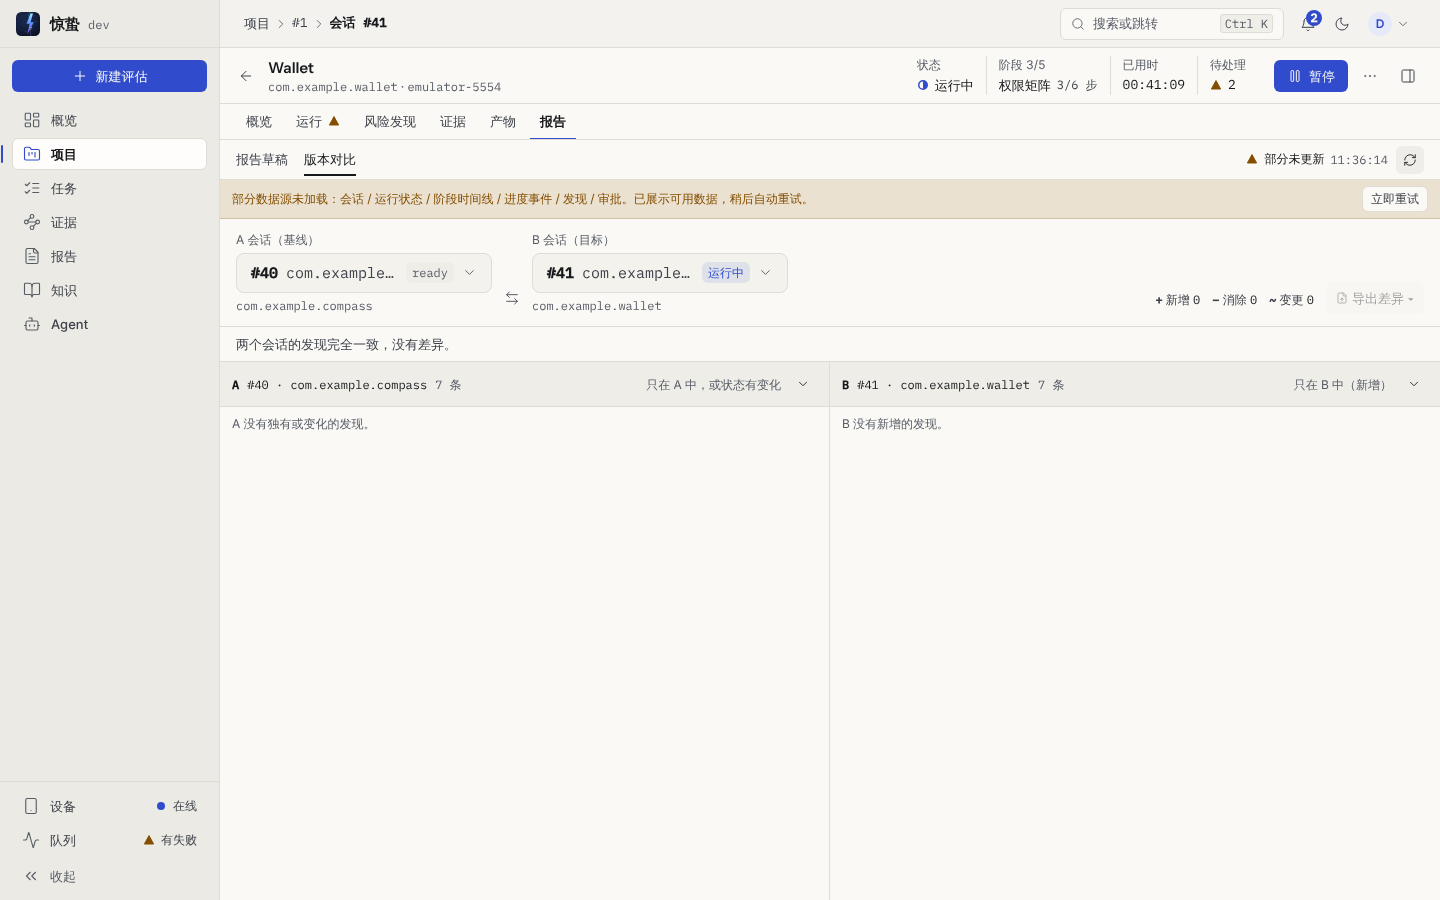 惊蛰 dev
项目 > #1 > 会话 #41
搜索或跳转 Ctrl K
2
D
新建评估
概览
项目
任务
证据
报告
知识
Agent
设备 在线
队列 有失败
收起
Wallet
com.example.wallet · emulator-5554
状态 阶段 3/5 已用时 待处理
运行中 权限矩阵 3/6 步 00:41:09 2
暂停
概览 运行 风险发现 证据 产物 报告
报告草稿 版本对比
部分未更新 11:36:14
部分数据源未加载：会话 / 运行状态 / 阶段时间线 / 进度事件 / 发现 / 审批。已展示可用数据，稍后自动重试。
立即重试
A 会话（基线）
#40 com.example… ready
com.example.compass
B 会话（目标）
#41 com.example… 运行中
com.example.wallet
+ 新增 0 − 消除 0 ~ 变更 0 导出差异
两个会话的发现完全一致，没有差异。
A #40 · com.example.compass 7 条 只在 A 中，或状态有变化
A 没有独有或变化的发现。
B #41 · com.example.wallet 7 条 只在 B 中（新增）
B 没有新增的发现。